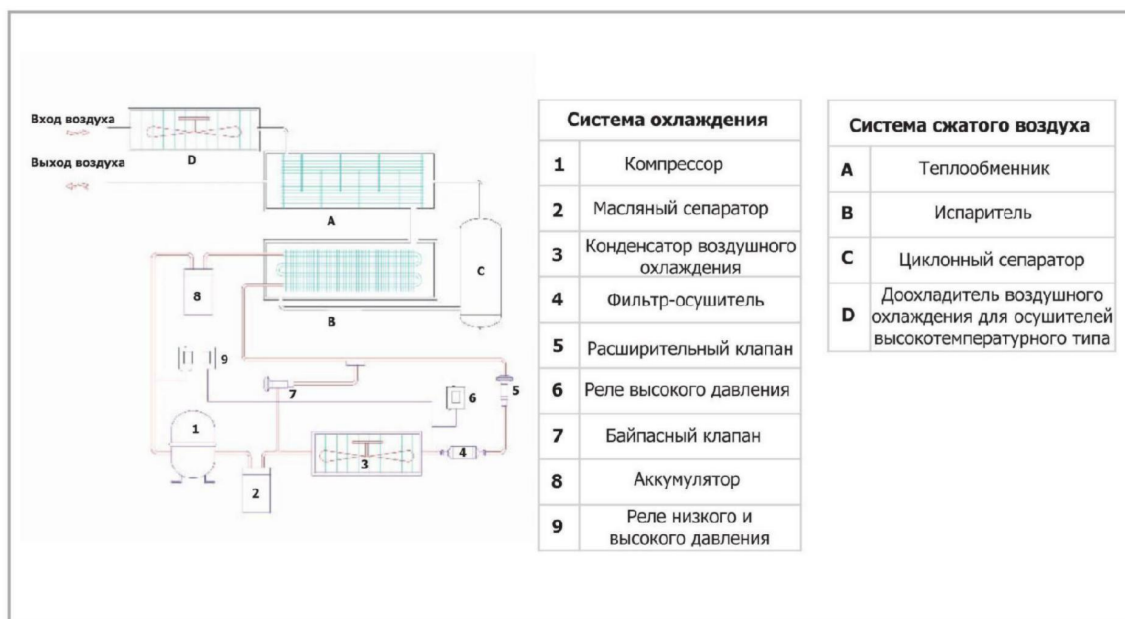 Вход воздуха
D
Выход воздуха
A
C
8
B
9
7
6
5
1
3
4
2
Система охлаждения
1 Компрессор
2 Масляный сепаратор
3 Конденсатор воздушного
охлаждения
4 Фильтр-осушитель
5 Расширительный клапан
6 Реле высокого давления
7 Байпасный клапан
8 Аккумулятор
9 Реле низкого и
высокого давления
Система сжатого воздуха
A Теплообменник
B Испаритель
C Циклонный сепаратор
D Доохладитель воздушного
охлаждения для осушителей
высокотемпературного типа